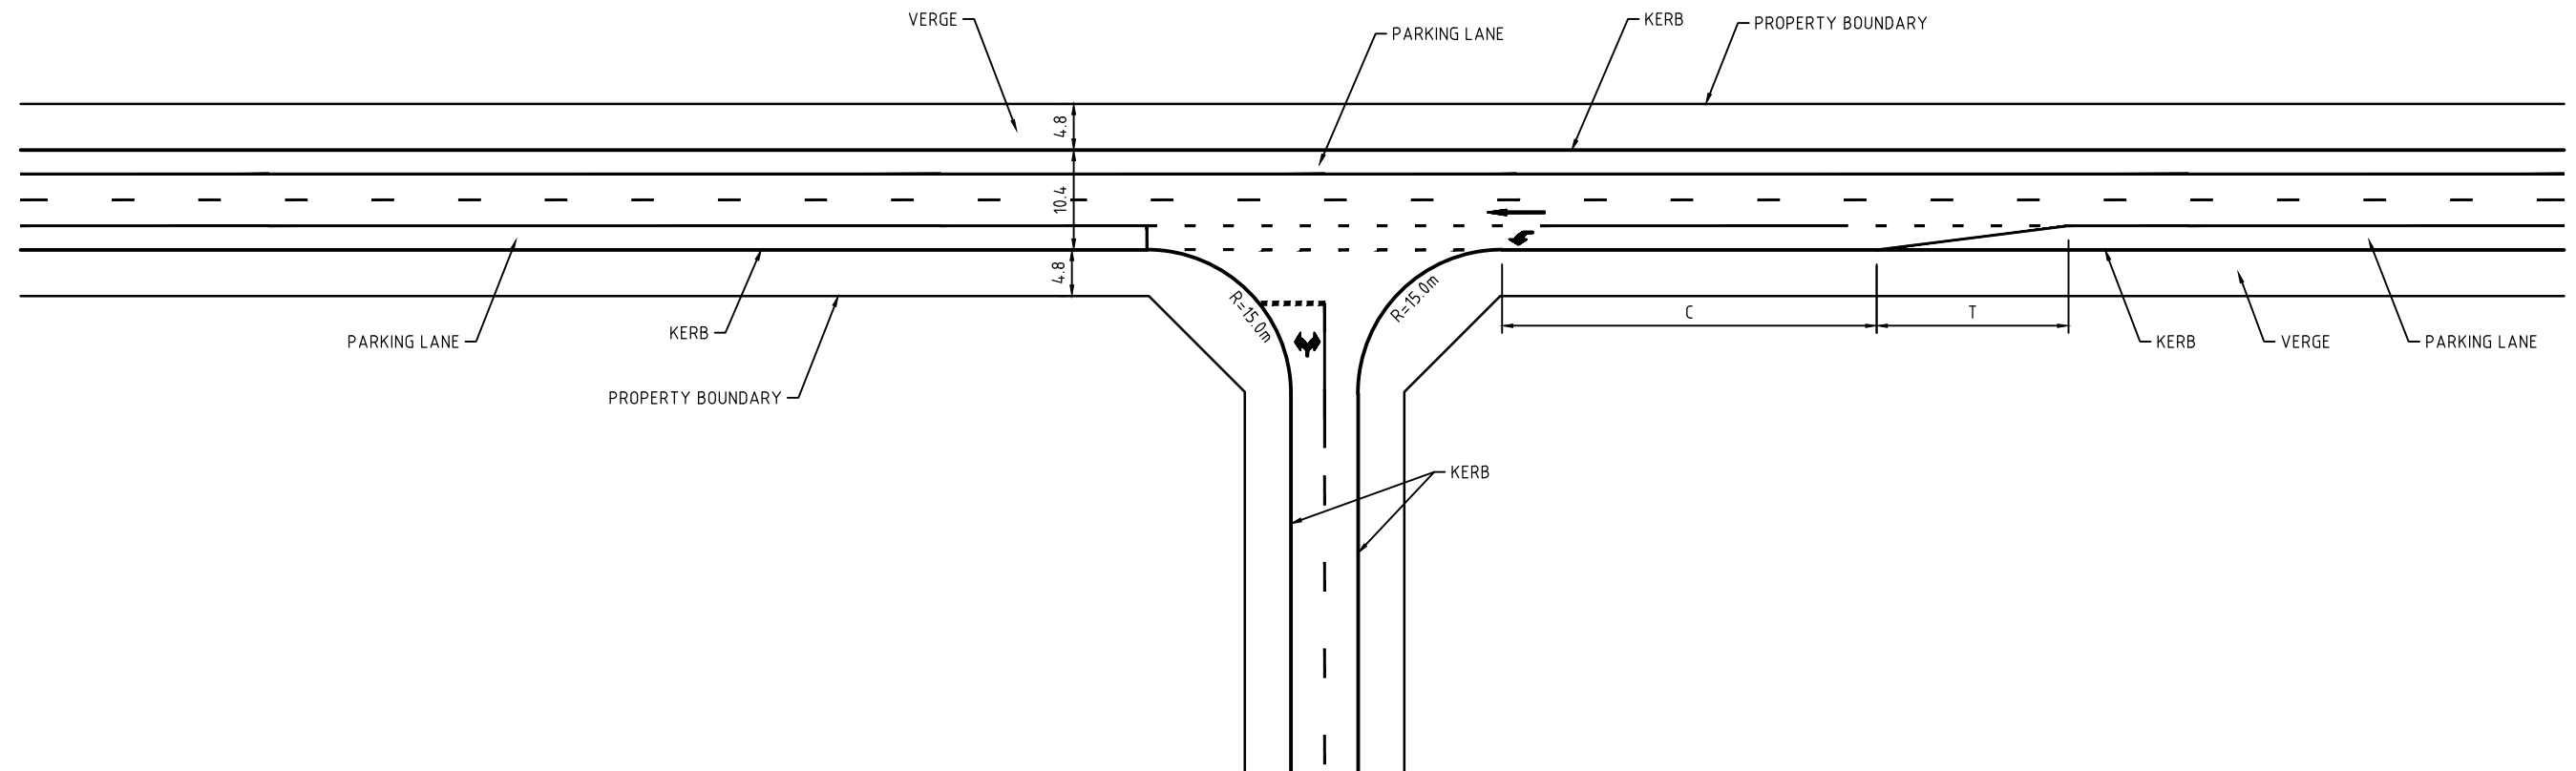 VERGE
KERB
PROPERTY BOUNDARY
PARKING LANE
4.8
10.4
4.8
R=15.0m
R=15.0m
C
T
KERB
PARKING LANE
KERB
VERGE
PARKING LANE
PROPERTY BOUNDARY
KERB